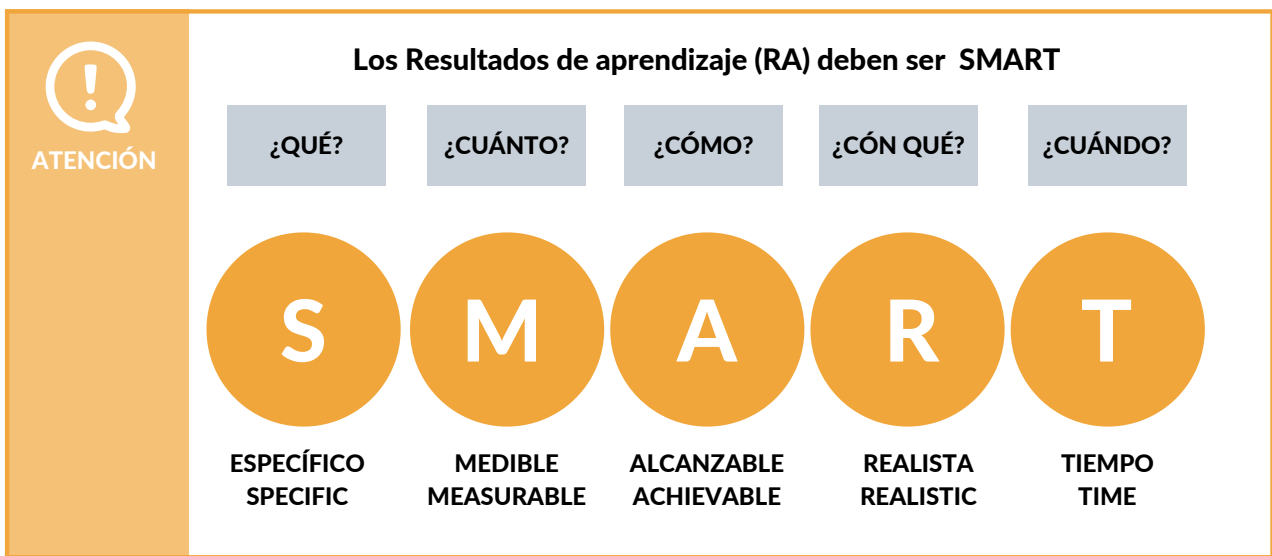 ATENCIÓN
Los Resultados de aprendizaje (RA) deben ser SMART
¿QUÉ?
¿CUÁNTO?
¿CÓMO?
¿CÓN QUÉ?
¿CUÁNDO?
S
M
A
R
T
ESPECÍFICO
SPECIFIC
MEDIBLE
MEASURABLE
ALCANZABLE
ACHIEVABLE
REALISTA
REALISTIC
TIEMPO
TIME